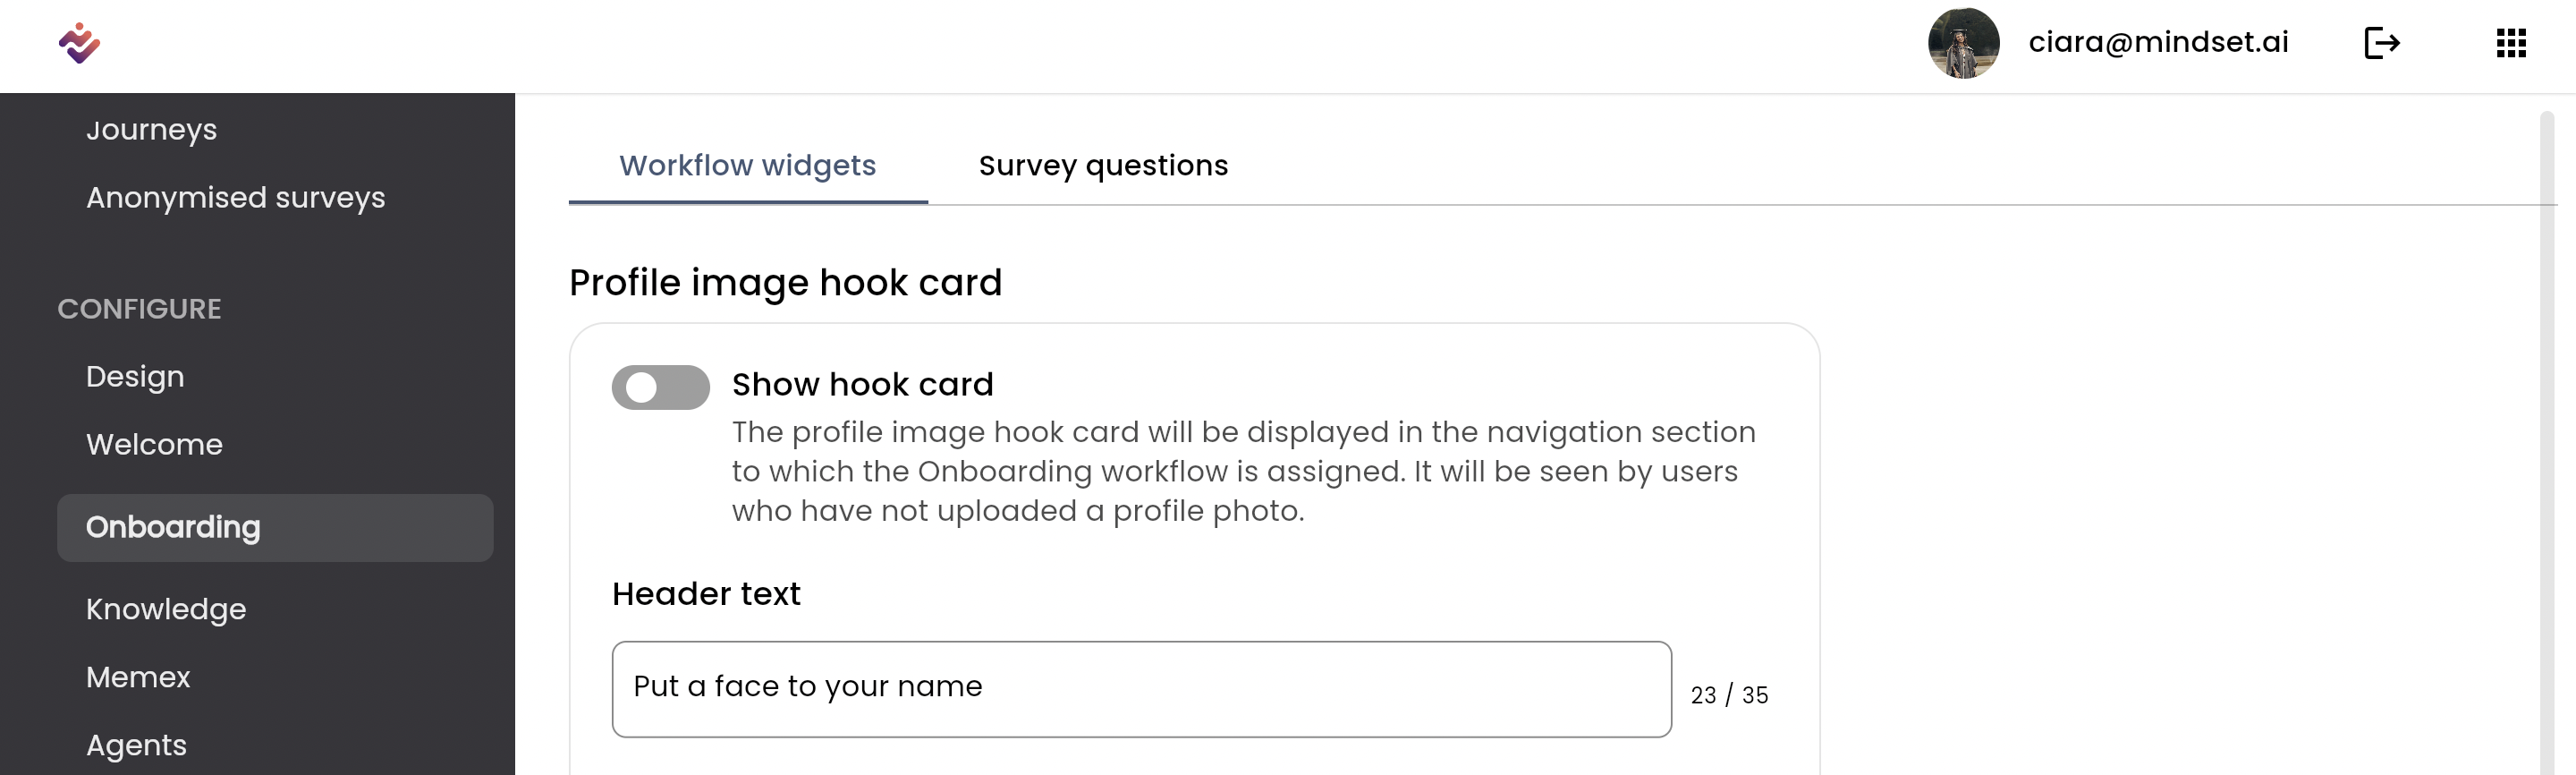 ciara@mindset.ai
Journeys
Anonymised surveys
CONFIGURE
Design
Welcome
Onboarding
Knowledge
Memex
Agents
Workflow widgets
Survey questions
Profile image hook card
Show hook card
The profile image hook card will be displayed in the navigation section
to which the Onboarding workflow is assigned. It will be seen by users
who have not uploaded a profile photo.
Header text
Put a face to your name
23 / 35